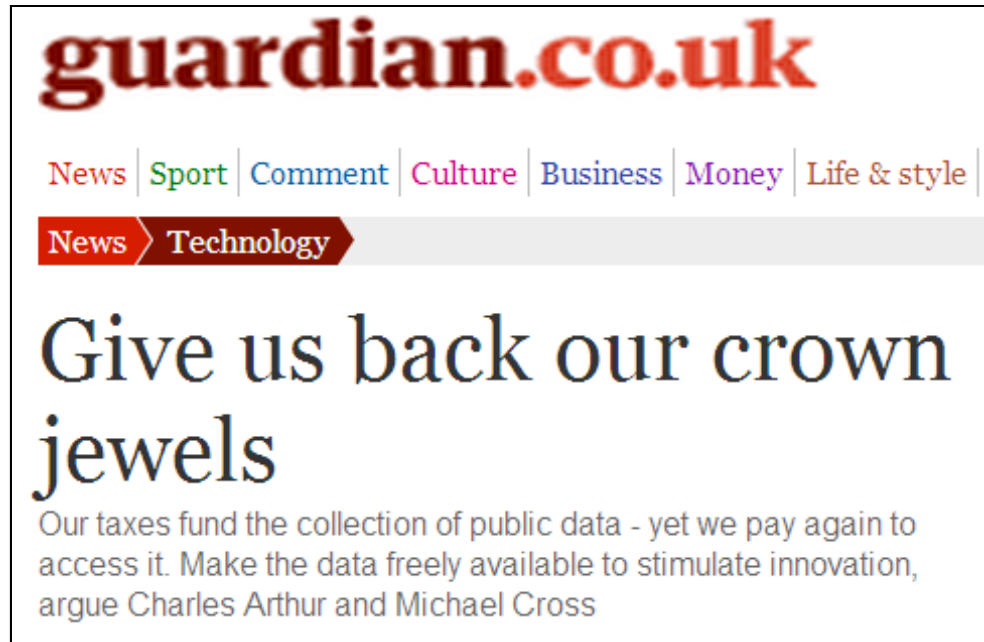 guardian.co.uk
News Sport Comment Culture Business Money Life & style
News Technology
Give us back our crown
jewels
Our taxes fund the collection of public data - yet we pay again to
access it. Make the data freely available to stimulate innovation,
argue Charles Arthur and Michael Cross